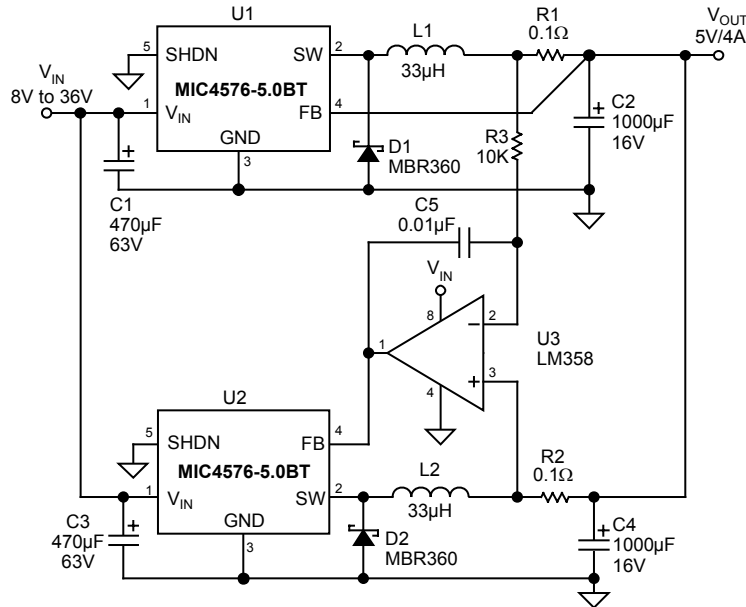 U1
5 SHDN SW 2
MIC4576-5.0BT
1 VIN FB 4
GND
3
VIN
8V to 36V
L1
33µH
R1
0.1Ω
VOUT
5V/4A
C2
1000µF
16V
R3
10K
D1
MBR360
C1
470µF
63V
C5
0.01µF
VIN
8
2
1
3
4
U3
LM358
U2
5 SHDN FB 4
MIC4576-5.0BT
1 VIN SW 2
GND
3
L2
33µH
R2
0.1Ω
C3
470µF
63V
D2
MBR360
C4
1000µF
16V